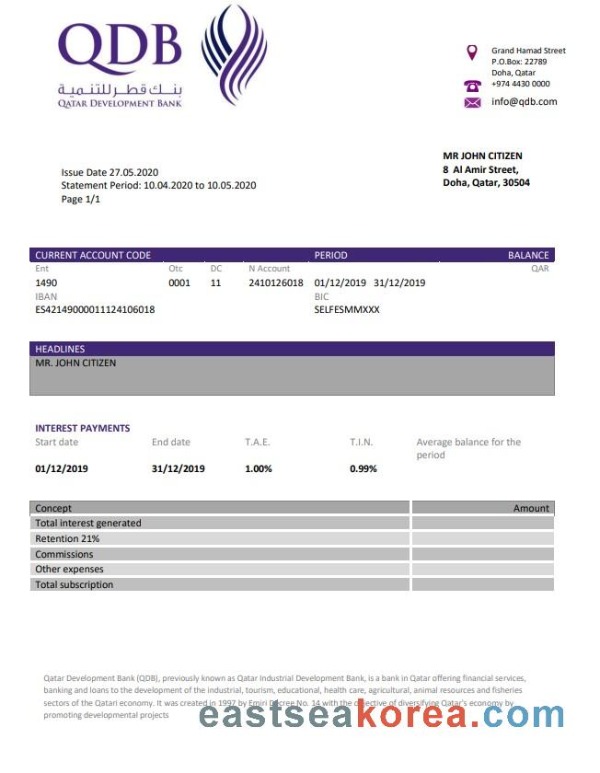 QDB
بنك قطر للتنمية
QATAR DEVELOPMENT BANK
Grand Hamad Street
P.O.Box: 22789
Doha, Qatar
+974 4430 0000
info@qdb.com
MR JOHN CITIZEN
8 Al Amir Street,
Doha, Qatar, 30504
Issue Date 27.05.2020
Statement Period: 10.04.2020 to 10.05.2020
Page 1/1
CURRENT ACCOUNT CODE PERIOD BALANCE
Ent Otc DC N Account QAR
1490 0001 11 2410126018 01/12/2019 31/12/2019
IBAN BIC
ES42149000011124106018 SELFESMMXXX
HEADLINES
MR. JOHN CITIZEN
INTEREST PAYMENTS
Start date End date T.A.E. T.I.N. Average balance for the
period
01/12/2019 31/12/2019 1.00% 0.99%
Concept Amount
Total interest generated
Retention 21%
Commissions
Other expenses
Total subscription
Qatar Development Bank (QDB), previously known as Qatar Industrial Development Bank, is a bank in Qatar offering financial services,
banking and loans to the development of the industrial, tourism, educational, health care, agricultural, animal resources and fisheries
sectors of the Qatari economy. It was created in 1997 by Emiri Decree No. 14 with the objective of diversifying Qatar's economy by
promoting developmental projects
eastseakorea.com